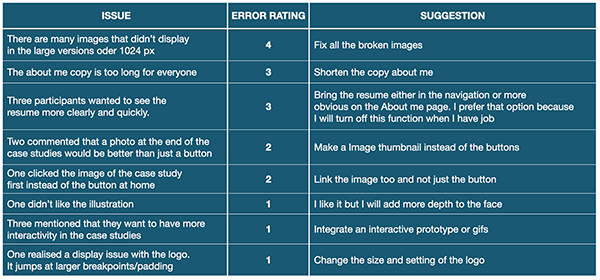 ISSUE ERROR RATING SUGGESTION
There are many images that didn't display
in the large versions oder 1024 px
4
Fix all the broken images
The about me copy is too long for everyone
3
Shorten the copy about me
Three participants wanted to see the
resume more clearly and quickly.
3
Bring the resume either in the navigation or more
obvious on the About me page. I prefer that option because
I will turn off this function when I have job
Two commented that a photo at the end of the
case studies would be better than just a button
2
Make a Image thumbnail instead of the buttons
One clicked the image of the case study
first instead of the button at home
2
Link the image too and not just the button
One didn't like the illustration
1
I like it but I will add more depth to the face
Three mentioned that they want to have more
interactivity in the case studies
1
Integrate an interactive prototype or gifs
One realised a display issue with the logo.
It jumps at larger breakpoints/padding
1
Change the size and setting of the logo